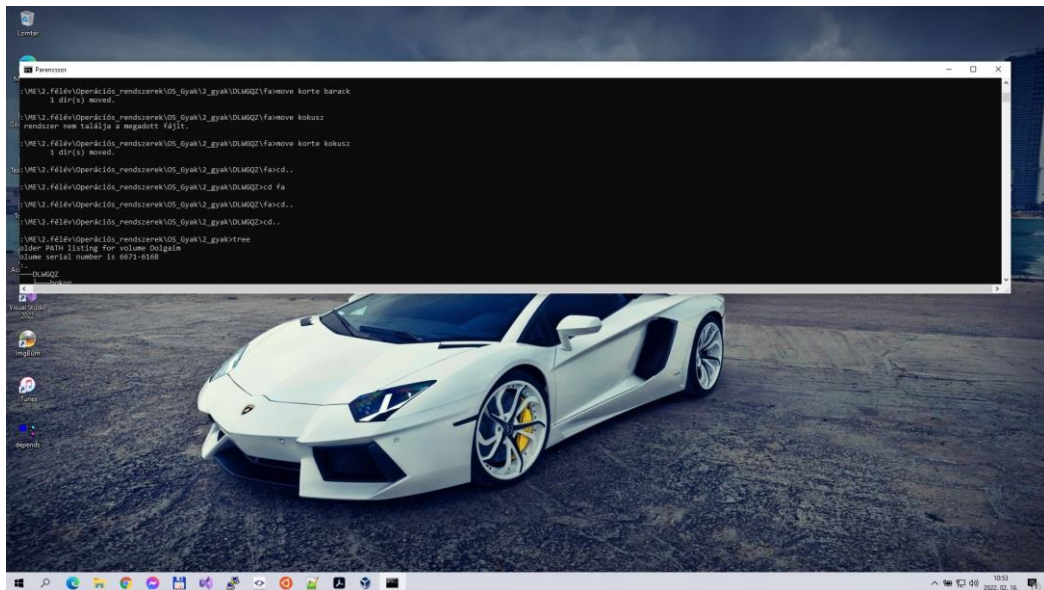 Lomtár
Parancssor
:\ME\2.félév\Operációs_rendszerek\OS_Gyak\2_gyak\DLWGQZ\fa>move korte barack
1 dir(s) moved.
:\ME\2.félév\Operációs_rendszerek\OS_Gyak\2_gyak\DLWGQZ\fa>move kokusz
rendszer nem találja a megadott fájlt.
:\ME\2.félév\Operációs_rendszerek\OS_Gyak\2_gyak\DLWGQZ\fa>move korte kokusz
1 dir(s) moved.
:\ME\2.félév\Operációs_rendszerek\OS_Gyak\2_gyak\DLWGQZ\fa>cd..
:\ME\2.félév\Operációs_rendszerek\OS_Gyak\2_gyak\DLWGQZ>cd fa
:\ME\2.félév\Operációs_rendszerek\OS_Gyak\2_gyak\DLWGQZ\fa>cd..
:\ME\2.félév\Operációs_rendszerek\OS_Gyak\2_gyak\DLWGQZ>cd..
:\ME\2.félév\Operációs_rendszerek\OS_Gyak\2_gyak>tree
older PATH listing for volume Dolgaim
olume serial number is 6671-6168
:.
DLWGQZ
bokor
Visual Studio
2022
ImgBurn
iTunes
depends
10:53
2022. 02. 16.